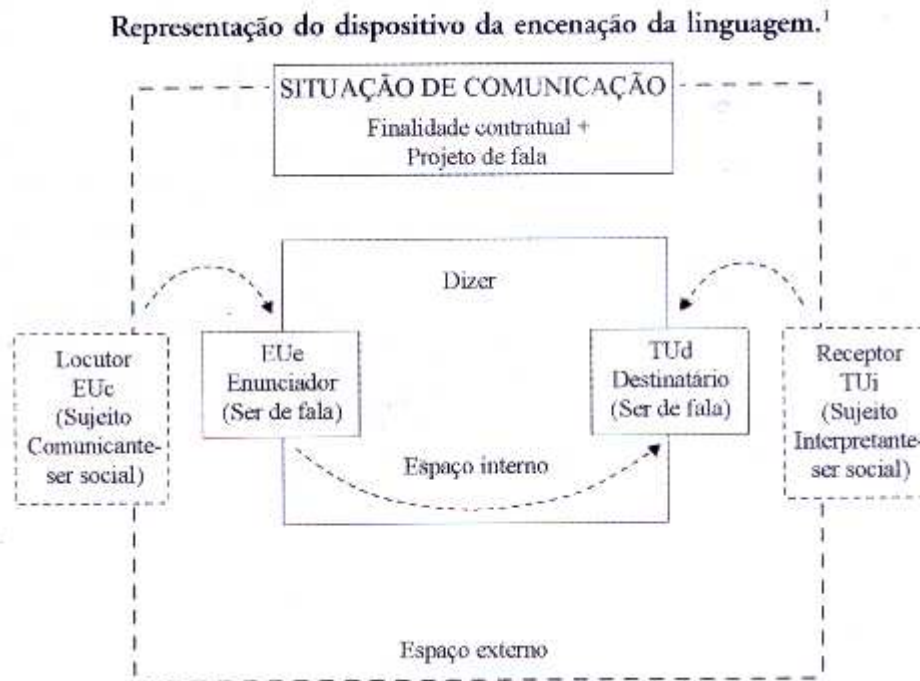 Representação do dispositivo da encenação da linguagem.¹
SITUAÇÃO DE COMUNICAÇÃO
Finalidade contratual +
Projeto de fala
Dizer
Locutor
EUc
(Sujeito
Comunicante-
ser social)
EUe
Enunciador
(Ser de fala)
TUd
Destinatário
(Ser de fala)
Receptor
TUi
(Sujeito
Interpretante-
ser social)
Espaço interno
Espaço externo